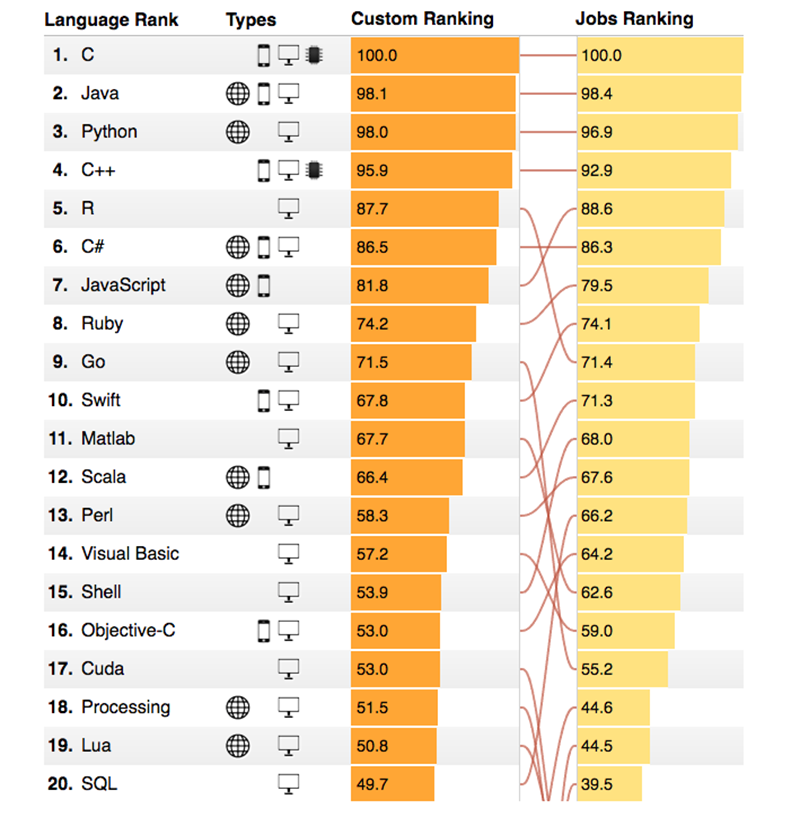 Language Rank Types Custom Ranking Jobs Ranking
1. C 100.0 100.0
2. Java 98.1 98.4
3. Python 98.0 96.9
4. C++ 95.9 92.9
5. R 87.7 88.6
6. C# 86.5 86.3
7. JavaScript 81.8 79.5
8. Ruby 74.2 74.1
9. Go 71.5 71.4
10. Swift 67.8 71.3
11. Matlab 67.7 68.0
12. Scala 66.4 67.6
13. Perl 58.3 66.2
14. Visual Basic 57.2 64.2
15. Shell 53.9 62.6
16. Objective-C 53.0 59.0
17. Cuda 53.0 55.2
18. Processing 51.5 44.6
19. Lua 50.8 44.5
20. SQL 49.7 39.5